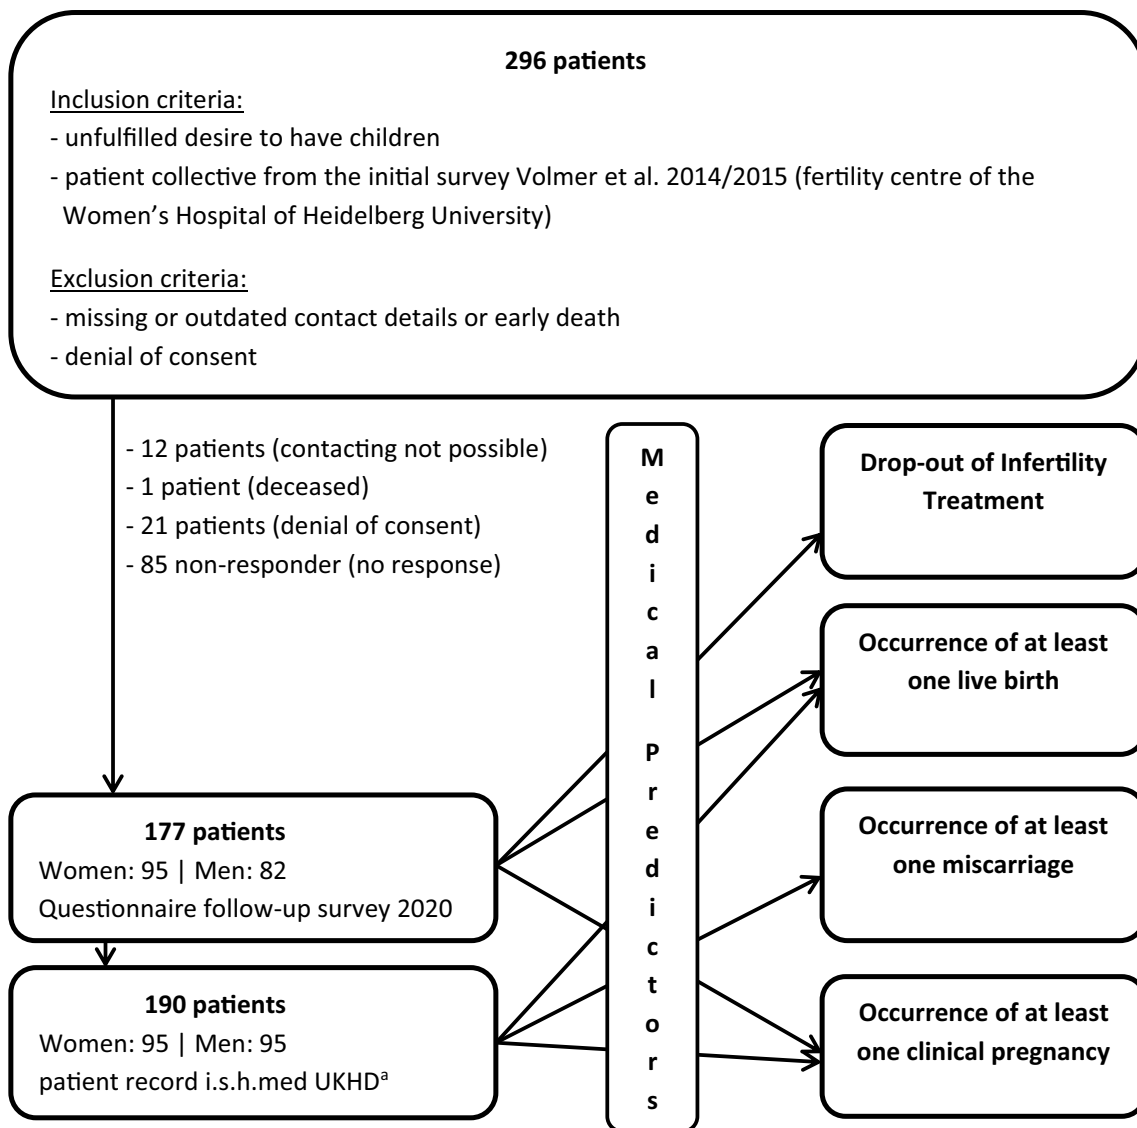 296 patients
Inclusion criteria:
- unfulfilled desire to have children
- patient collective from the initial survey Volmer et al. 2014/2015 (fertility centre of the
Women's Hospital of Heidelberg University)
Exclusion criteria:
- missing or outdated contact details or early death
- denial of consent
- 12 patients (contacting not possible)
- 1 patient (deceased)
- 21 patients (denial of consent)
- 85 non-responder (no response)
177 patients
Women: 95 | Men: 82
Questionnaire follow-up survey 2020
190 patients
Women: 95 | Men: 95
patient record i.s.h.med UKHDᵃ
M
e
d
i
c
a
l
P
r
e
d
i
c
t
o
r
s
Drop-out of Infertility
Treatment
Occurrence of at least
one live birth
Occurrence of at least
one miscarriage
Occurrence of at least
one clinical pregnancy